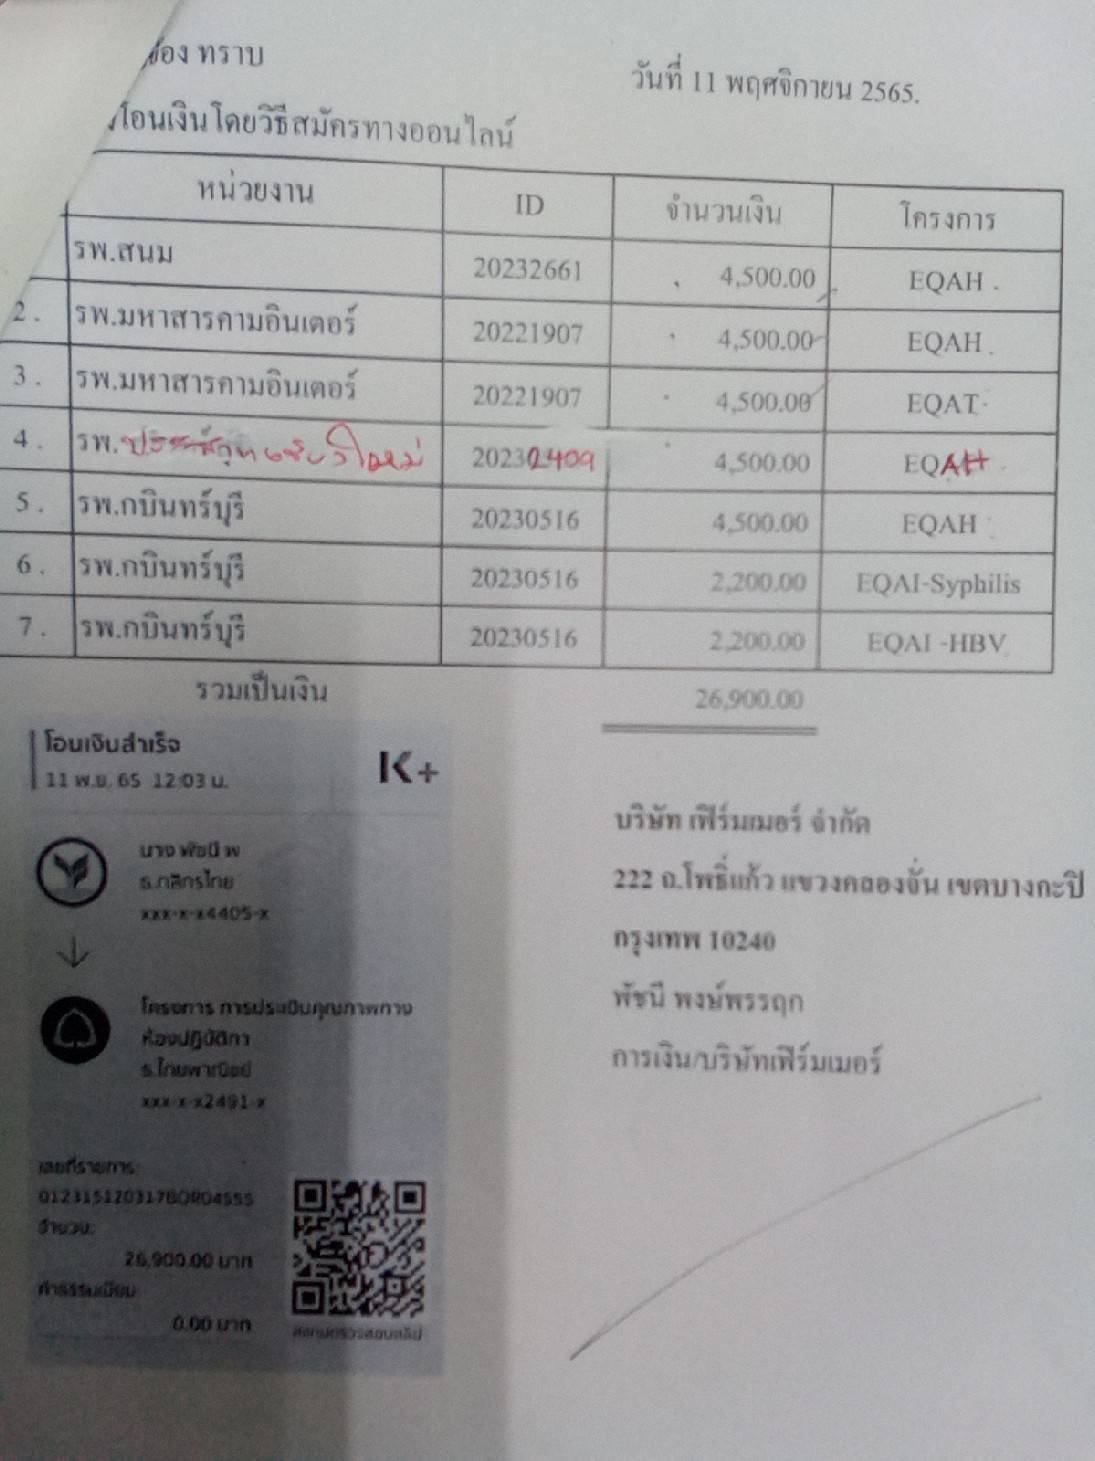 ทราบ
วันที่ 11 พฤศจิกายน 2565.
โอนเงินโดยวิธีสมัครทางออนไลน์
หน่วยงาน ID จำนวนเงิน โครงการ
รพ.สนม 20232661 4,500.00 EQAH .
2 . รพ.มหาสารคามอินเตอร์ 20221907 4,500.00 EQAH .
3 . รพ.มหาสารคามอินเตอร์ 20221907 4,500.00 EQAT
4 . รพ. 20232409 4,500.00 EQAH
5 . รพ.กบินทร์บุรี 20230516 4,500.00 EQAH
6 . รพ.กบินทร์บุรี 20230516 2,200.00 EQAI-Syphilis
7 . รพ.กบินทร์บุรี 20230516 2,200.00 EQAI -HBV
รวมเป็นเงิน 26,900.00
โอนเงินสำเร็จ
11 พ.ย. 65 12:03 น.
K+
นาง พัชนี พ
ธ.กสิกรไทย
xxx-x-x4405-x
โครงการ การประเมินคุณภาพทาง
ห้องปฏิบัติกา
ธ.ไทยพาณิชย์
xxx-x-x2491-x
เลขที่รายการ:
จำนวน:
26,900.00 บาท
ค่าธรรมเนียม:
0.00 บาท
สแกนตรวจสอบสลิป
บริษัท เฟิร์มเมอร์ จำกัด
222 ถ.โพธิ์แก้ว แขวงคลองจั่น เขตบางกะปิ
กรุงเทพ 10240
พัชนี พงษ์พรรฤก
การเงิน/บริษัทเฟิร์มเมอร์